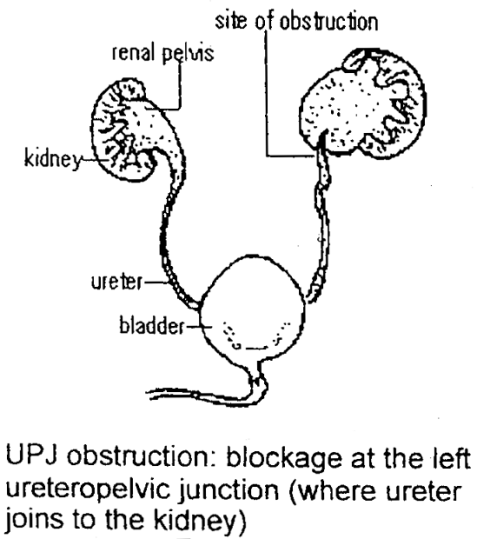 site of obstruction
renal pelvis
kidney
ureter
bladder
UPJ obstruction: blockage at the left
ureteropelvic junction (where ureter
joins to the kidney)